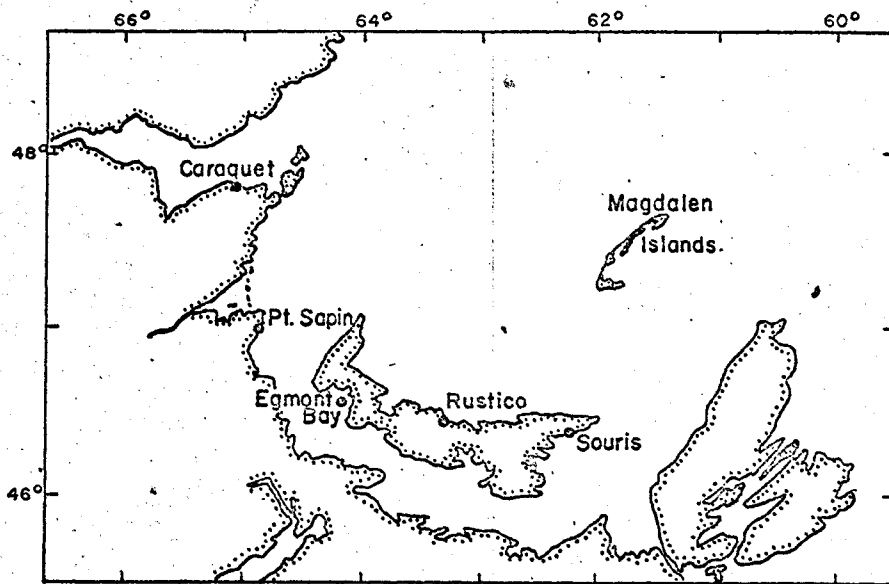 66° 64° 62° 60°
48°
Caraquet
Magdalen
Islands.
Pt. Sapin
Egmont
Bay
Rustico
Souris
46°